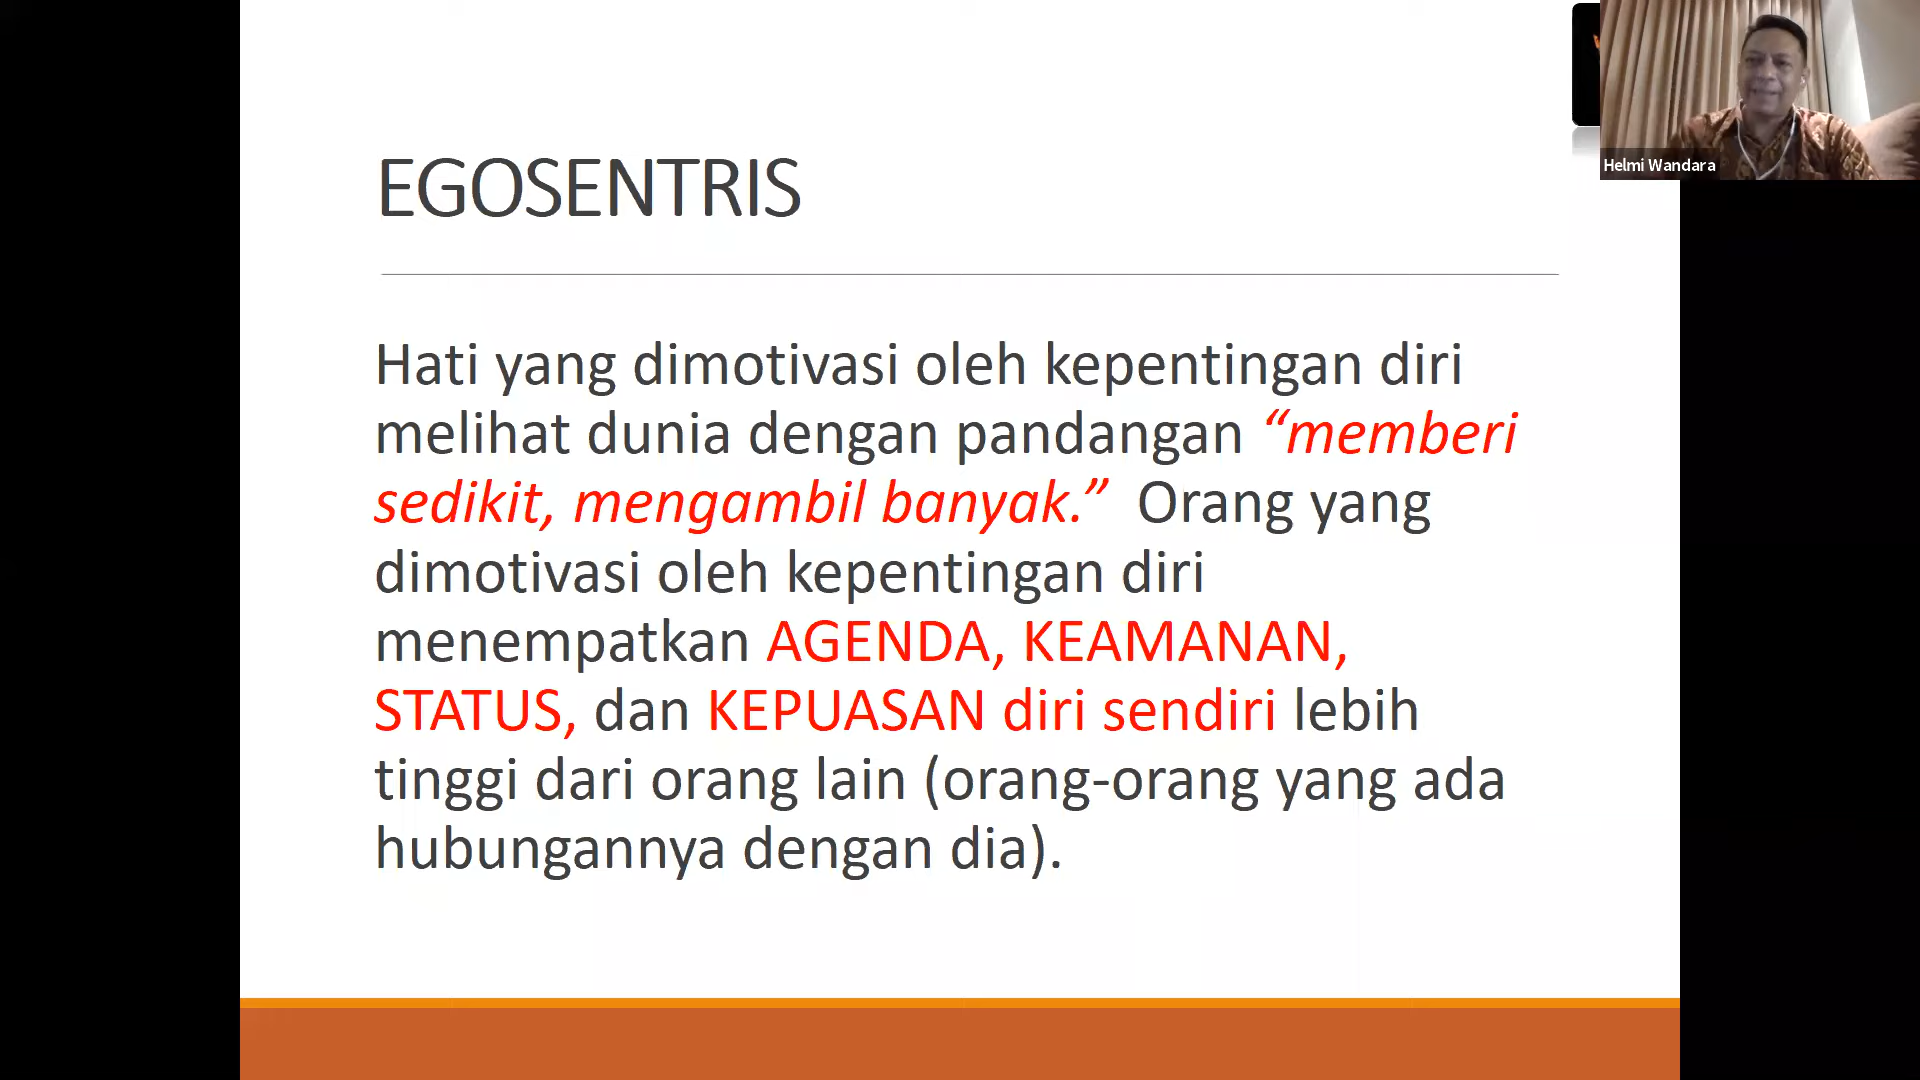 EGOSENTRIS
Helmi Wandara
Hati yang dimotivasi oleh kepentingan diri
melihat dunia dengan pandangan “memberi
sedikit, mengambil banyak.” Orang yang
dimotivasi oleh kepentingan diri
menempatkan AGENDA, KEAMANAN,
STATUS, dan KEPUASAN diri sendiri lebih
tinggi dari orang lain (orang-orang yang ada
hubungannya dengan dia).